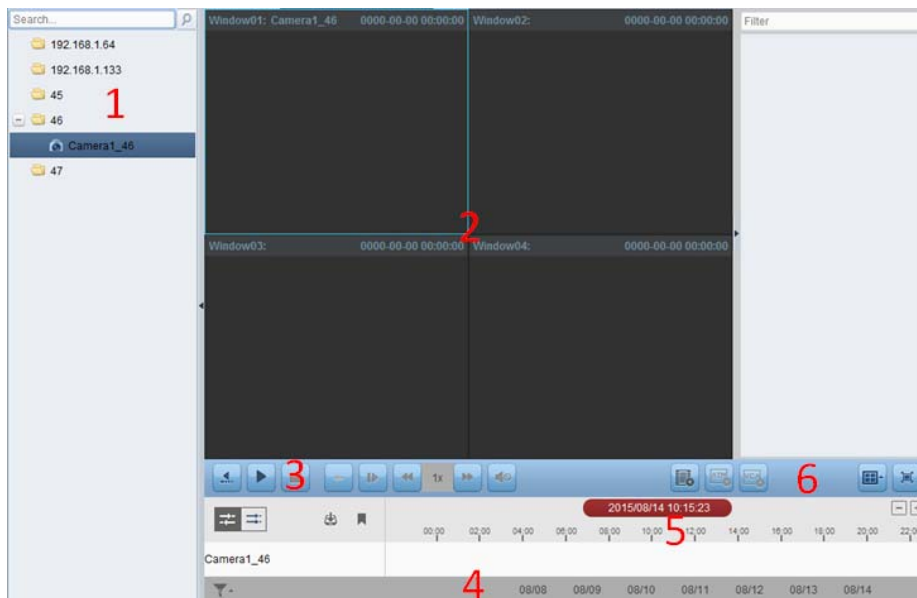 Search...
192.168.1.64
192.168.1.133
45
1
46
Camera1_46
47
Window01: Camera1_46 0000-00-00 00:00:00
Window02: 0000-00-00 00:00:00
2
Window03: 0000-00-00 00:00:00
Window04: 0000-00-00 00:00:00
Filter
3
1x
6
2015/08/14 10:15:23
5
00:00 02:00 04:00 06:00 08:00 10:00 12:00 14:00 16:00 18:00 20:00 22:00
Camera1_46
4
08/08 08/09 08/10 08/11 08/12 08/13 08/14